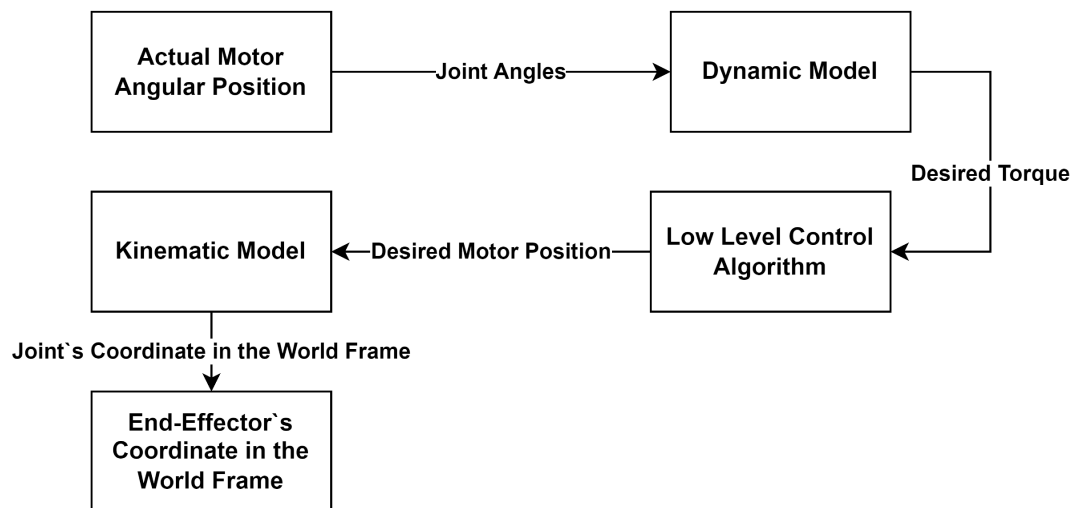 Actual Motor
Angular Position
Joint Angles
Dynamic Model
Desired Torque
Kinematic Model
Desired Motor Position
Low Level Control
Algorithm
Joint`s Coordinate in the World Frame
End-Effector`s
Coordinate in the
World Frame